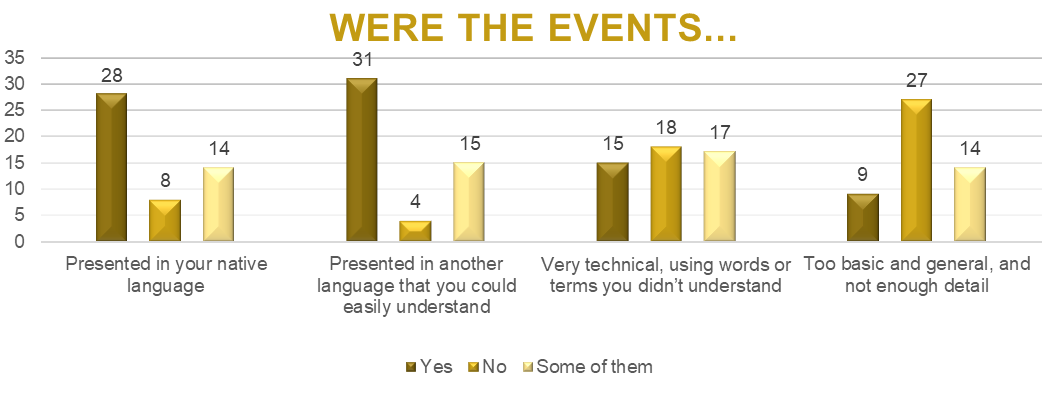 WERE THE EVENTS...
35
30
25
20
15
10
5
0
28
8
14
31
4
15
15
18
17
9
27
14
Presented in your native
language
Presented in another
language that you could
easily understand
Very technical, using words or
terms you didn’t understand
Too basic and general, and
not enough detail
Yes No Some of them